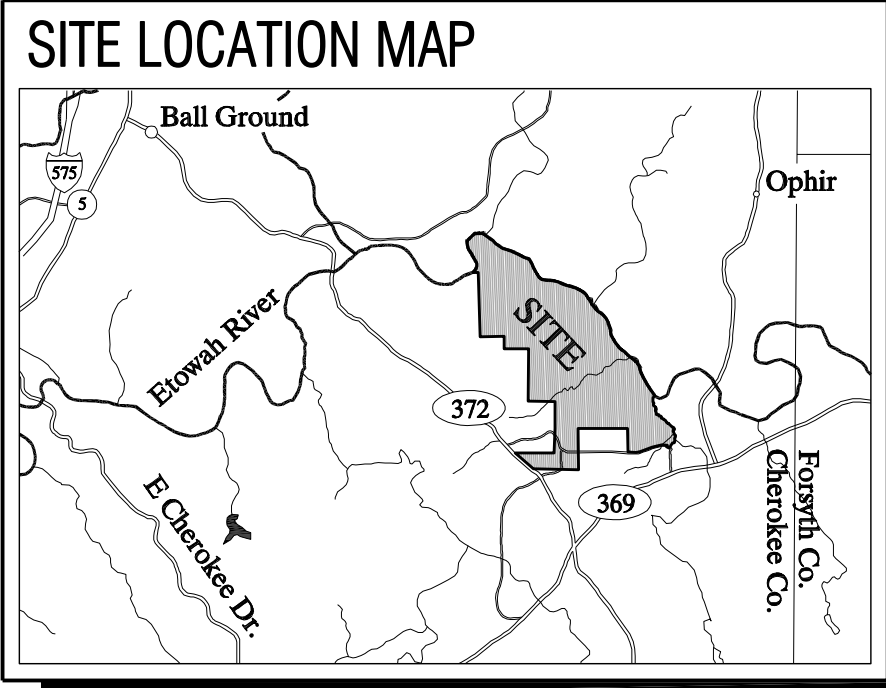 SITE LOCATION MAP
Ball Ground
575
5
Ophir
Etowah River
SITE
372
369
E Cherokee Dr.
Forsyth Co.
Cherokee Co.